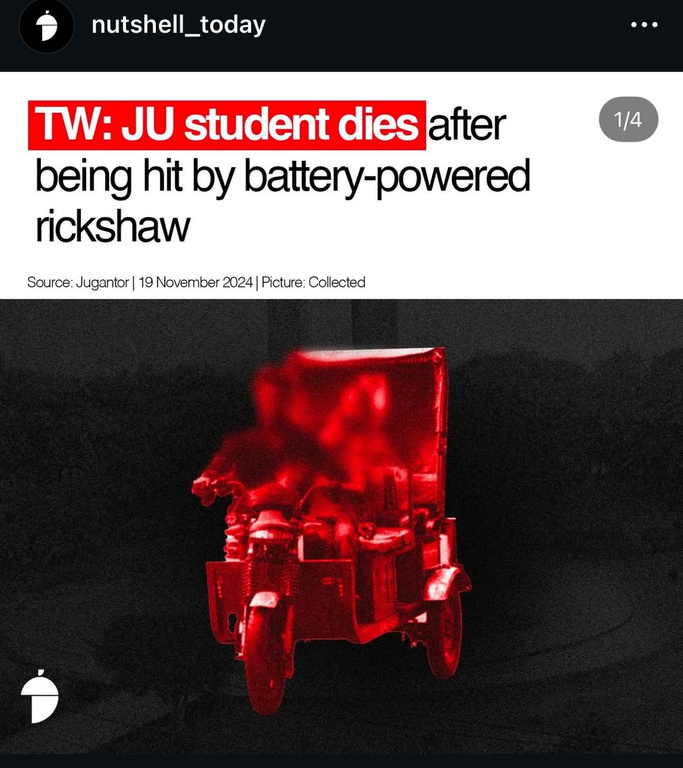 nutshell_today
TW: JU student dies after
1/4
being hit by battery-powered
rickshaw
Source: Jugantor | 19 November 2024 | Picture: Collected